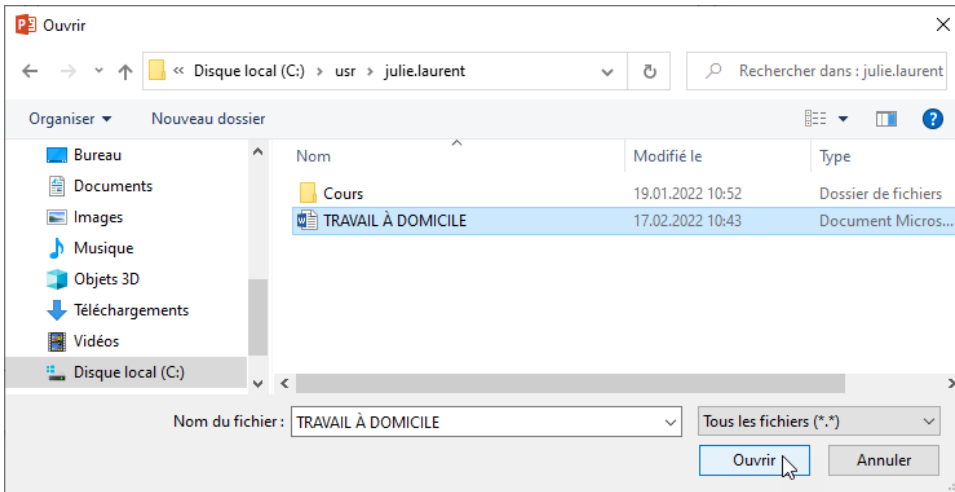 Ouvrir
« Disque local (C:) > usr > julie.laurent
Rechercher dans : julie.laurent
Organiser
Nouveau dossier
Nom Modifié le Type
Bureau
Documents
Images
Musique
Objets 3D
Téléchargements
Vidéos
Disque local (C:)
Cours 19.01.2022 10:52 Dossier de fichiers
TRAVAIL À DOMICILE 17.02.2022 10:43 Document Micros...
Nom du fichier : TRAVAIL À DOMICILE
Tous les fichiers (*.*)
Ouvrir
Annuler